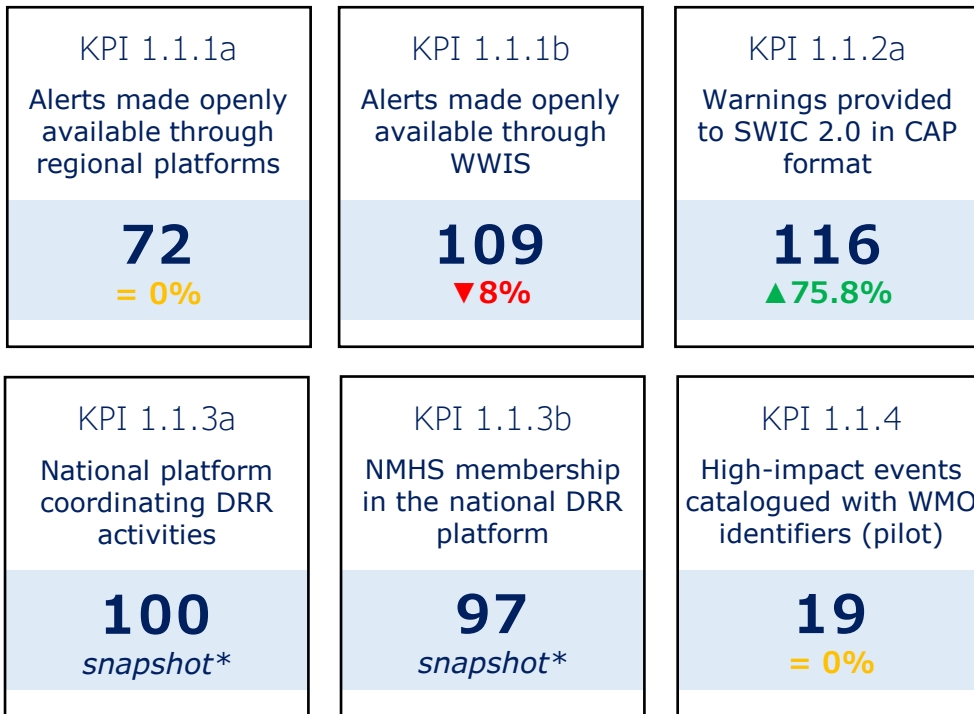 KPI 1.1.1a
Alerts made openly
available through
regional platforms
72
= 0%
KPI 1.1.1b
Alerts made openly
available through
WWIS
109
▼8%
KPI 1.1.2a
Warnings provided
to SWIC 2.0 in CAP
format
116
▲75.8%
KPI 1.1.3a
National platform
coordinating DRR
activities
100
snapshot*
KPI 1.1.3b
NMHS membership
in the national DRR
platform
97
snapshot*
KPI 1.1.4
High-impact events
catalogued with WMO
identifiers (pilot)
19
= 0%